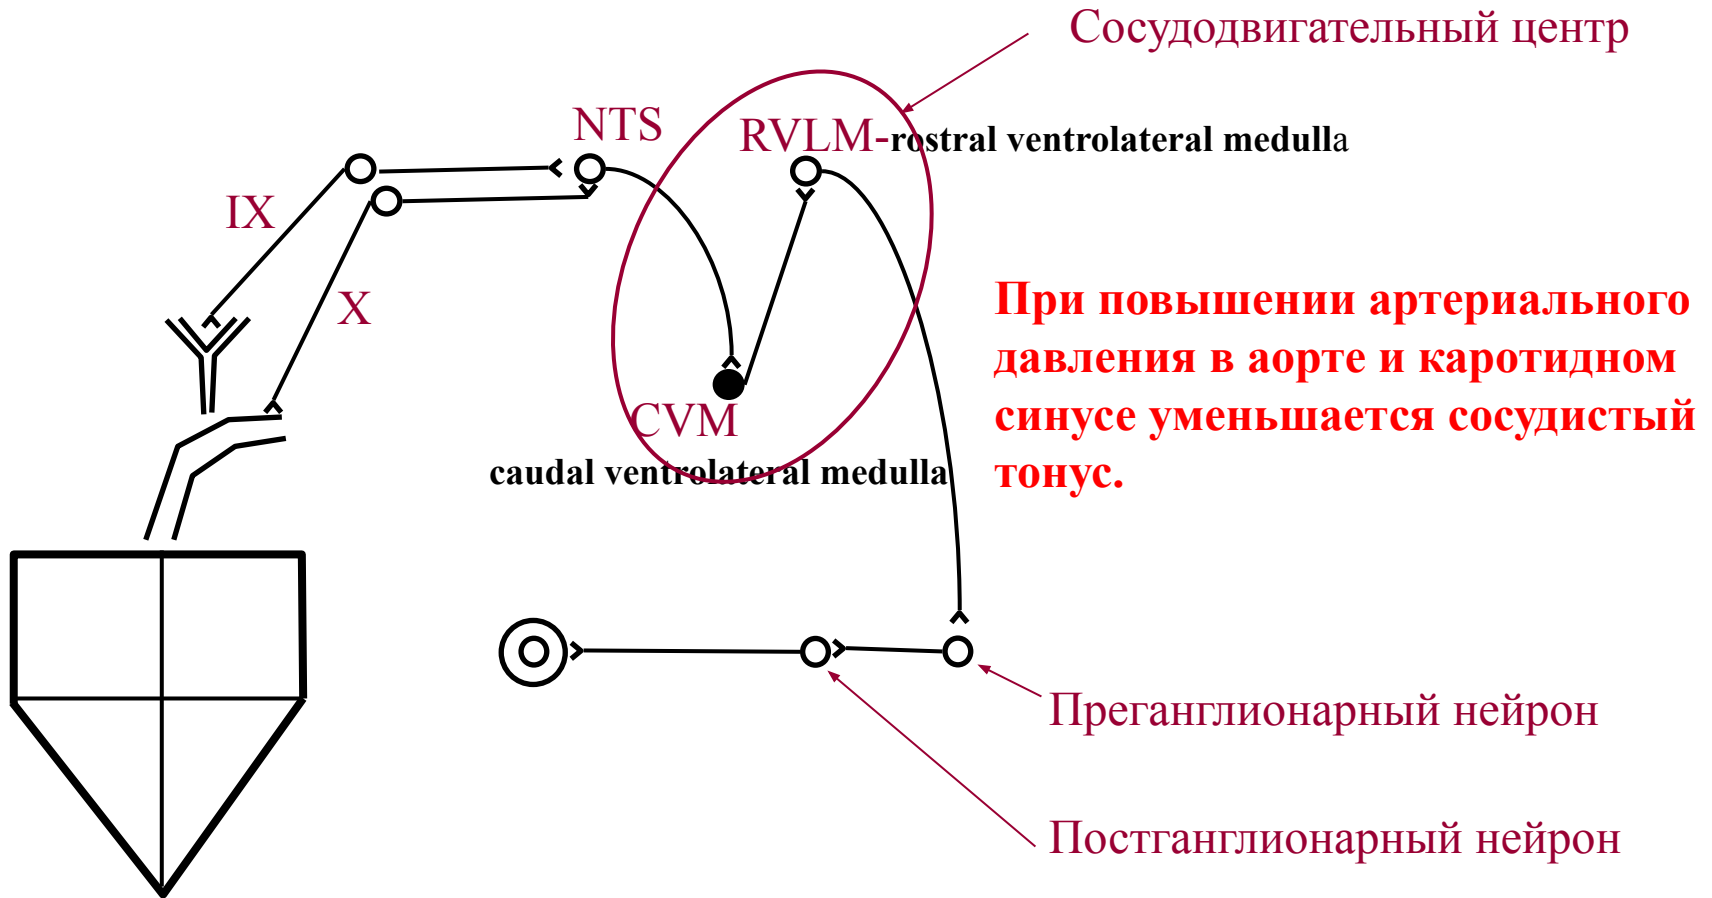 Сосудодвигательный центр
NTS
RVLM-rostral ventrolateral medulla
IX
X
При повышении артериального
давления в аорте и каротидном
синусе уменьшается сосудистый
тонус.
CVM
caudal ventrolateral medulla
Преганглионарный нейрон
Постганглионарный нейрон